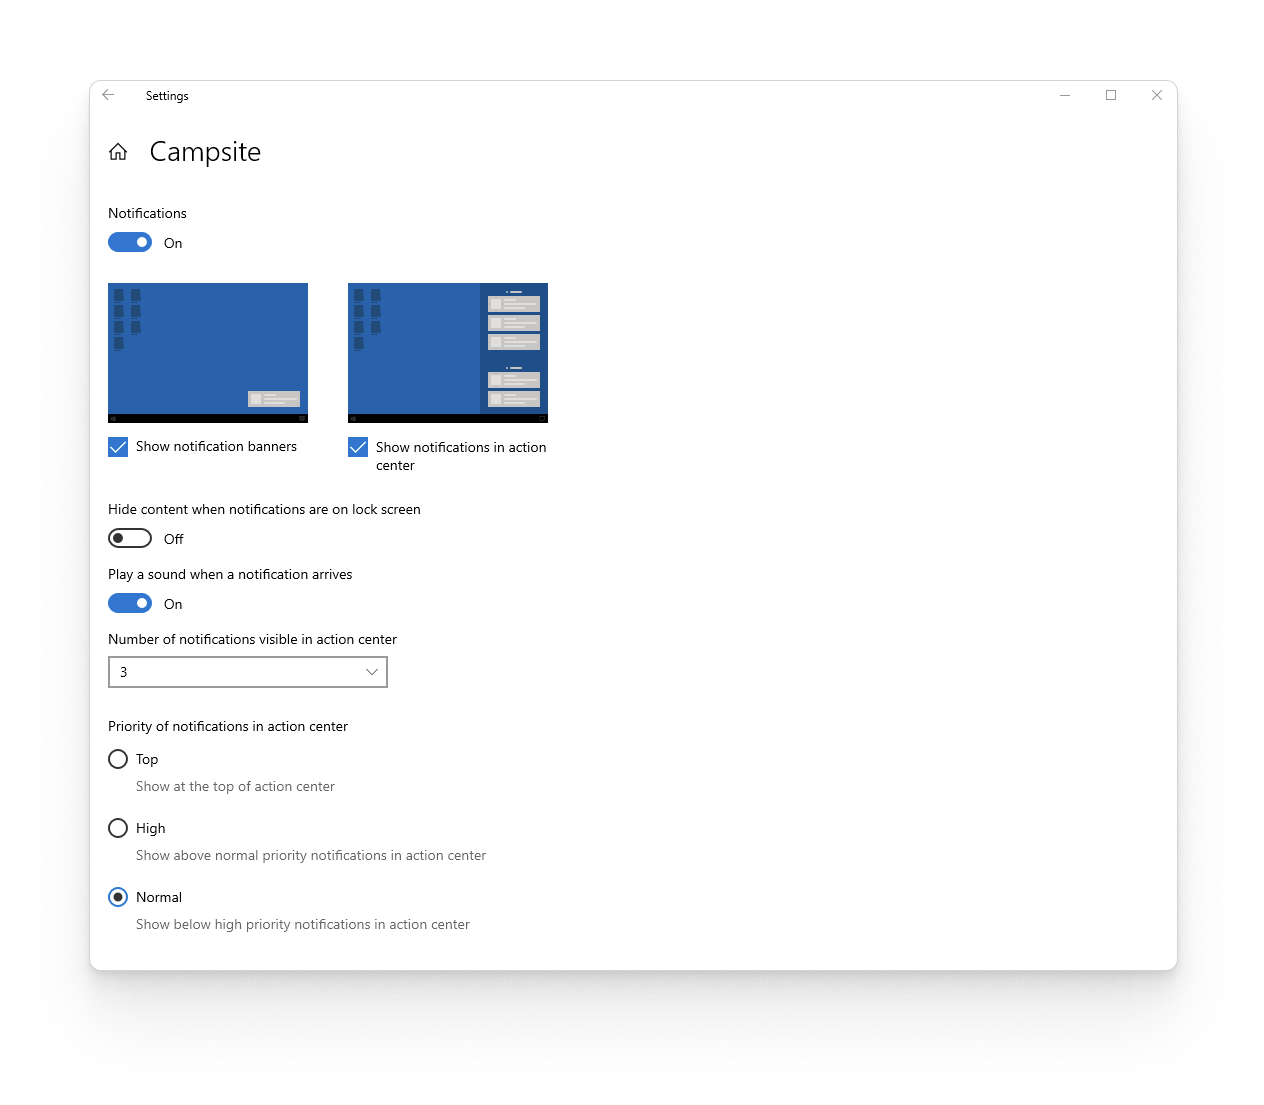 Settings
Campsite
Notifications
On
Show notification banners
Show notifications in action
center
Hide content when notifications are on lock screen
Off
Play a sound when a notification arrives
On
Number of notifications visible in action center
3
Priority of notifications in action center
Top
Show at the top of action center
High
Show above normal priority notifications in action center
Normal
Show below high priority notifications in action center